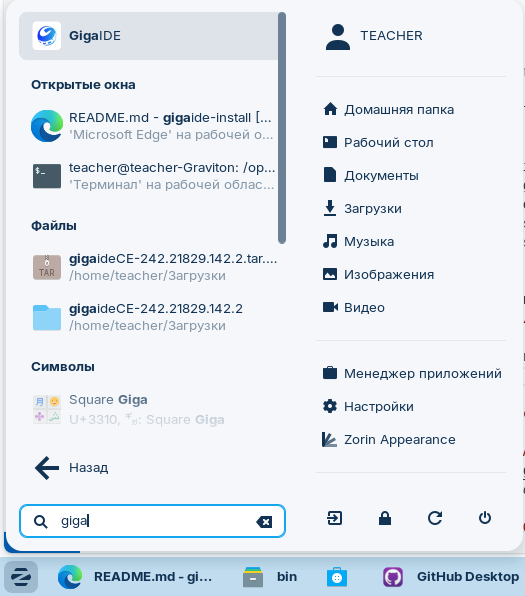 GigaIDE
Открытые окна
README.md - gigaide-install [...
'Microsoft Edge' на рабочей о...
teacher@teacher-Graviton: /op...
'Терминал' на рабочей облас...
Файлы
gigaideCE-242.21829.142.2.tar....
/home/teacher/Загрузки
gigaideCE-242.21829.142.2
/home/teacher/Загрузки
Символы
Square Giga
U+3310, ㌐: Square Giga
Назад
giga
TEACHER
Домашняя папка
Рабочий стол
Документы
Загрузки
Музыка
Изображения
Видео
Менеджер приложений
Настройки
Zorin Appearance
README.md - gi...
bin
GitHub Desktop